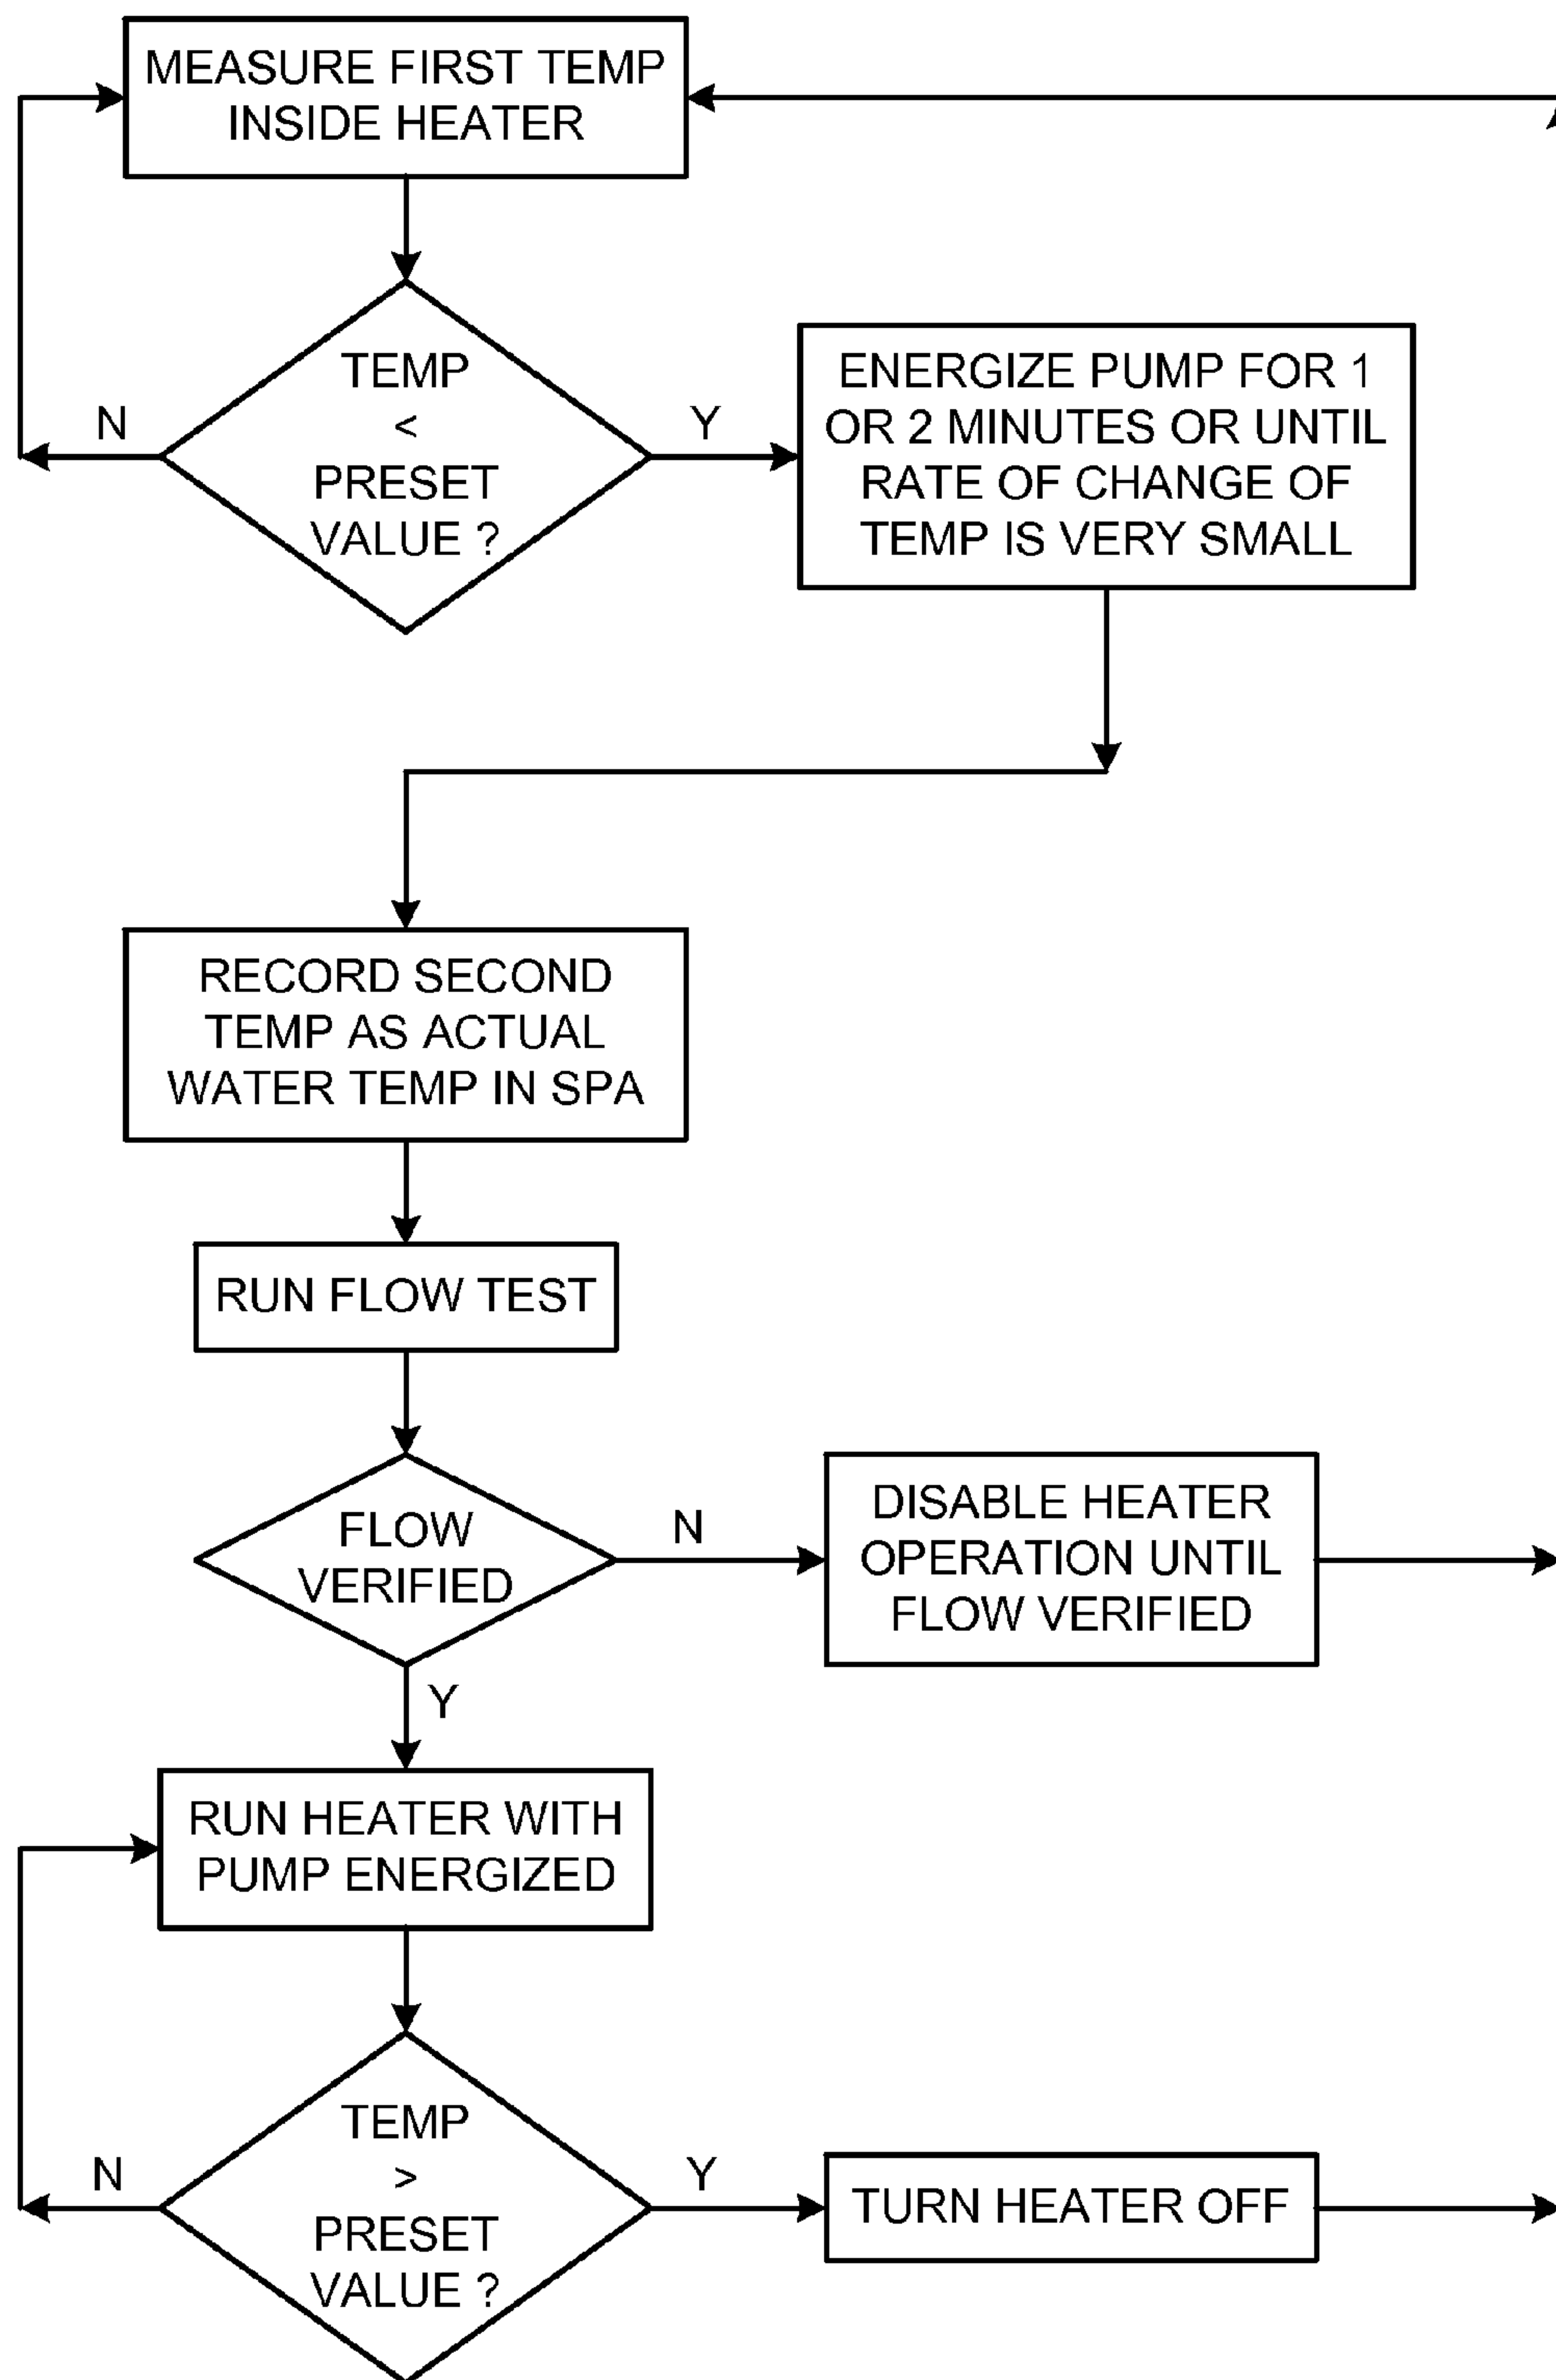 MEASURE FIRST TEMP
INSIDE HEATER
TEMP
<
PRESET
VALUE ?
N
Y
ENERGIZE PUMP FOR 1
OR 2 MINUTES OR UNTIL
RATE OF CHANGE OF
TEMP IS VERY SMALL
RECORD SECOND
TEMP AS ACTUAL
WATER TEMP IN SPA
RUN FLOW TEST
FLOW
VERIFIED
N
DISABLE HEATER
OPERATION UNTIL
FLOW VERIFIED
Y
RUN HEATER WITH
PUMP ENERGIZED
TEMP
>
PRESET
VALUE ?
N
Y
TURN HEATER OFF